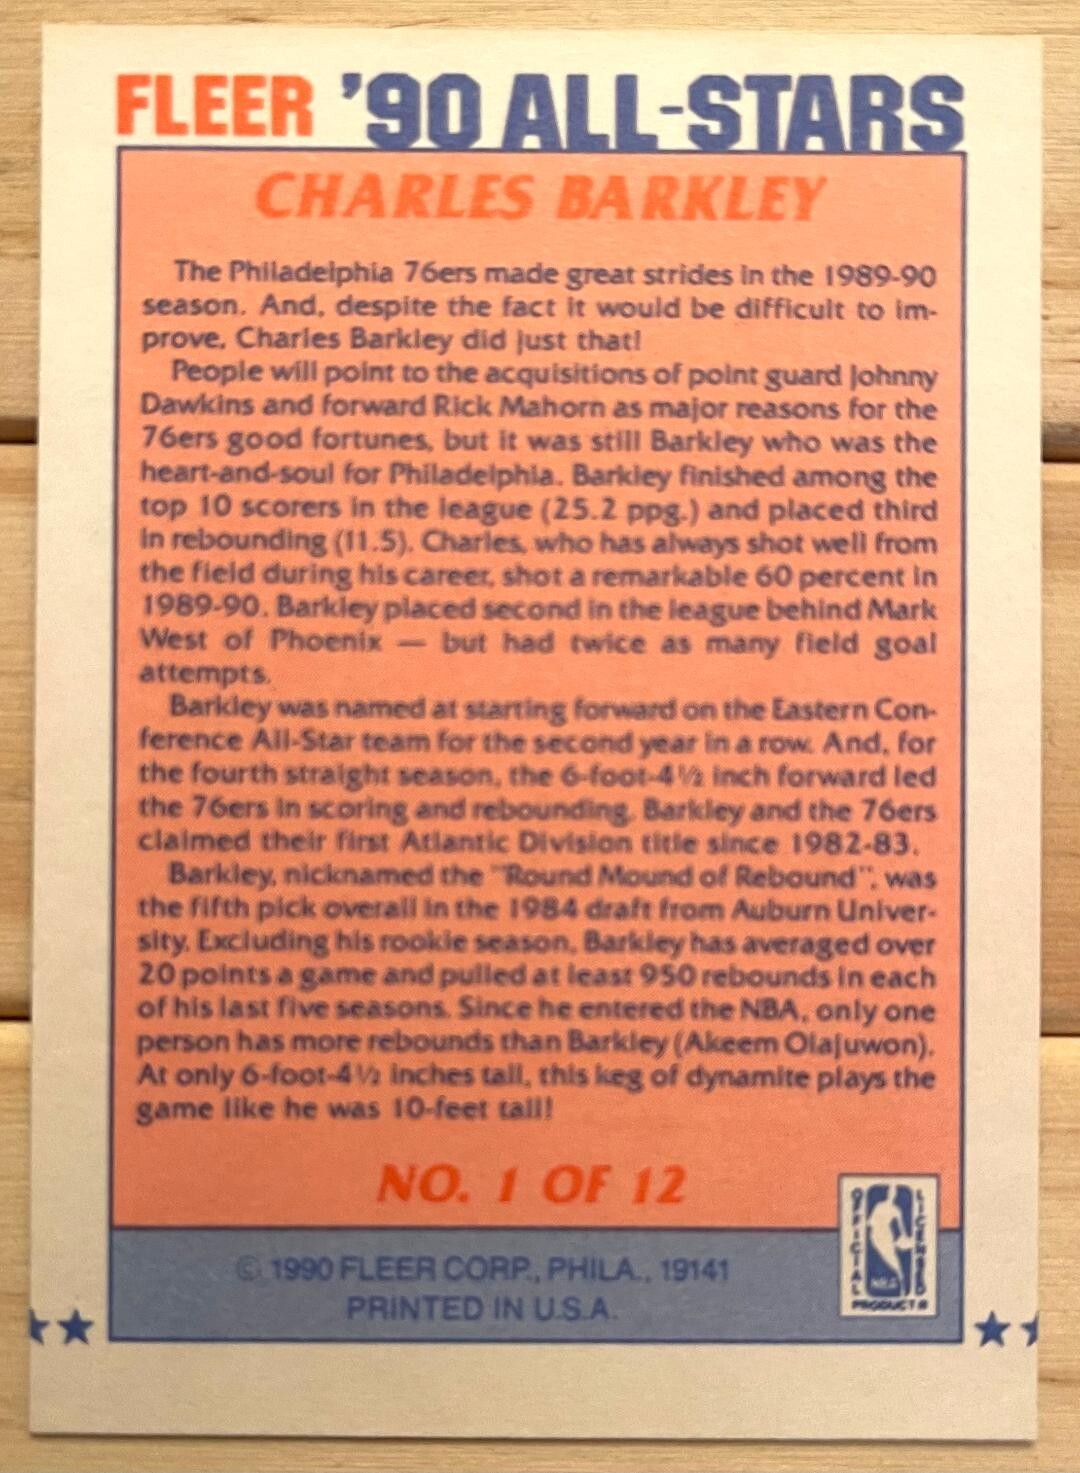 FLEER '90 ALL-STARS
CHARLES BARKLEY
The Philadelphia 76ers made great strides in the 1989-90
season. And, despite the fact it would be difficult to im-
prove, Charles Barkley did just that!
People will point to the acquisitions of point guard Johnny
Dawkins and forward Rick Mahorn as major reasons for the
76ers good fortunes, but it was still Barkley who was the
heart-and-soul for Philadelphia. Barkley finished among the
top 10 scorers in the league (25.2 ppg.) and placed third
in rebounding (11.5). Charles, who has always shot well from
the field during his career, shot a remarkable 60 percent in
1989-90. Barkley placed second in the league behind Mark
West of Phoenix — but had twice as many field goal
attempts.
Barkley was named at starting forward on the Eastern Con-
ference All-Star team for the second year in a row. And, for
the fourth straight season, the 6-foot-4½ inch forward led
the 76ers in scoring and rebounding. Barkley and the 76ers
claimed their first Atlantic Division title since 1982-83.
Barkley, nicknamed the "Round Mound of Rebound", was
the fifth pick overall in the 1984 draft from Auburn Univer-
sity. Excluding his rookie season, Barkley has averaged over
20 points a game and pulled at least 950 rebounds in each
of his last five seasons. Since he entered the NBA, only one
person has more rebounds than Barkley (Akeem Olajuwon).
At only 6-foot-4½ inches tall, this keg of dynamite plays the
game like he was 10-feet tall!
NO. 1 OF 12
OFFICIAL LICENSED
NBA
PRODUCT®
© 1990 FLEER CORP., PHILA., 19141
PRINTED IN U.S.A.